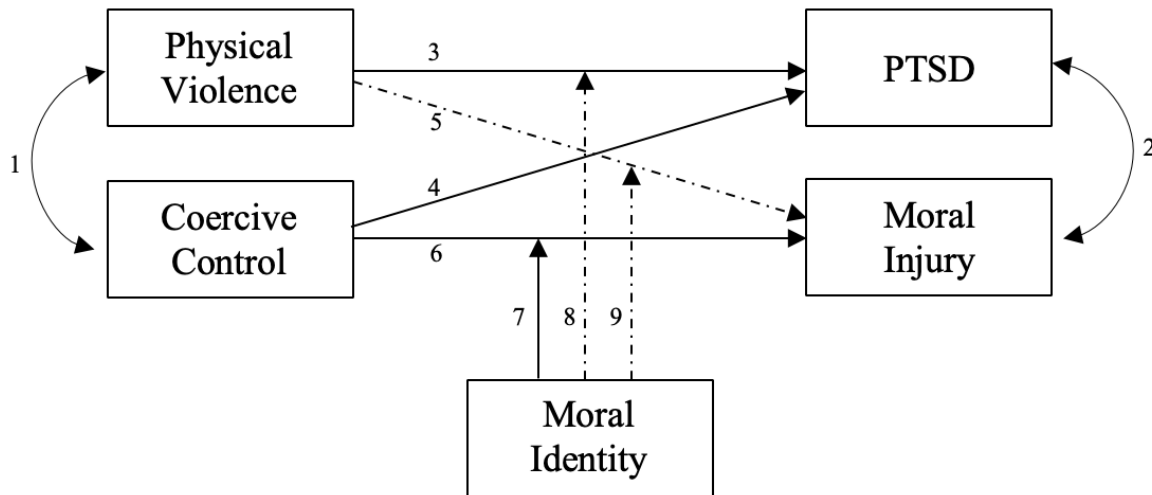 Physical
Violence
3
PTSD
5
1
2
Coercive
Control
4
6
Moral
Injury
7
8
9
Moral
Identity